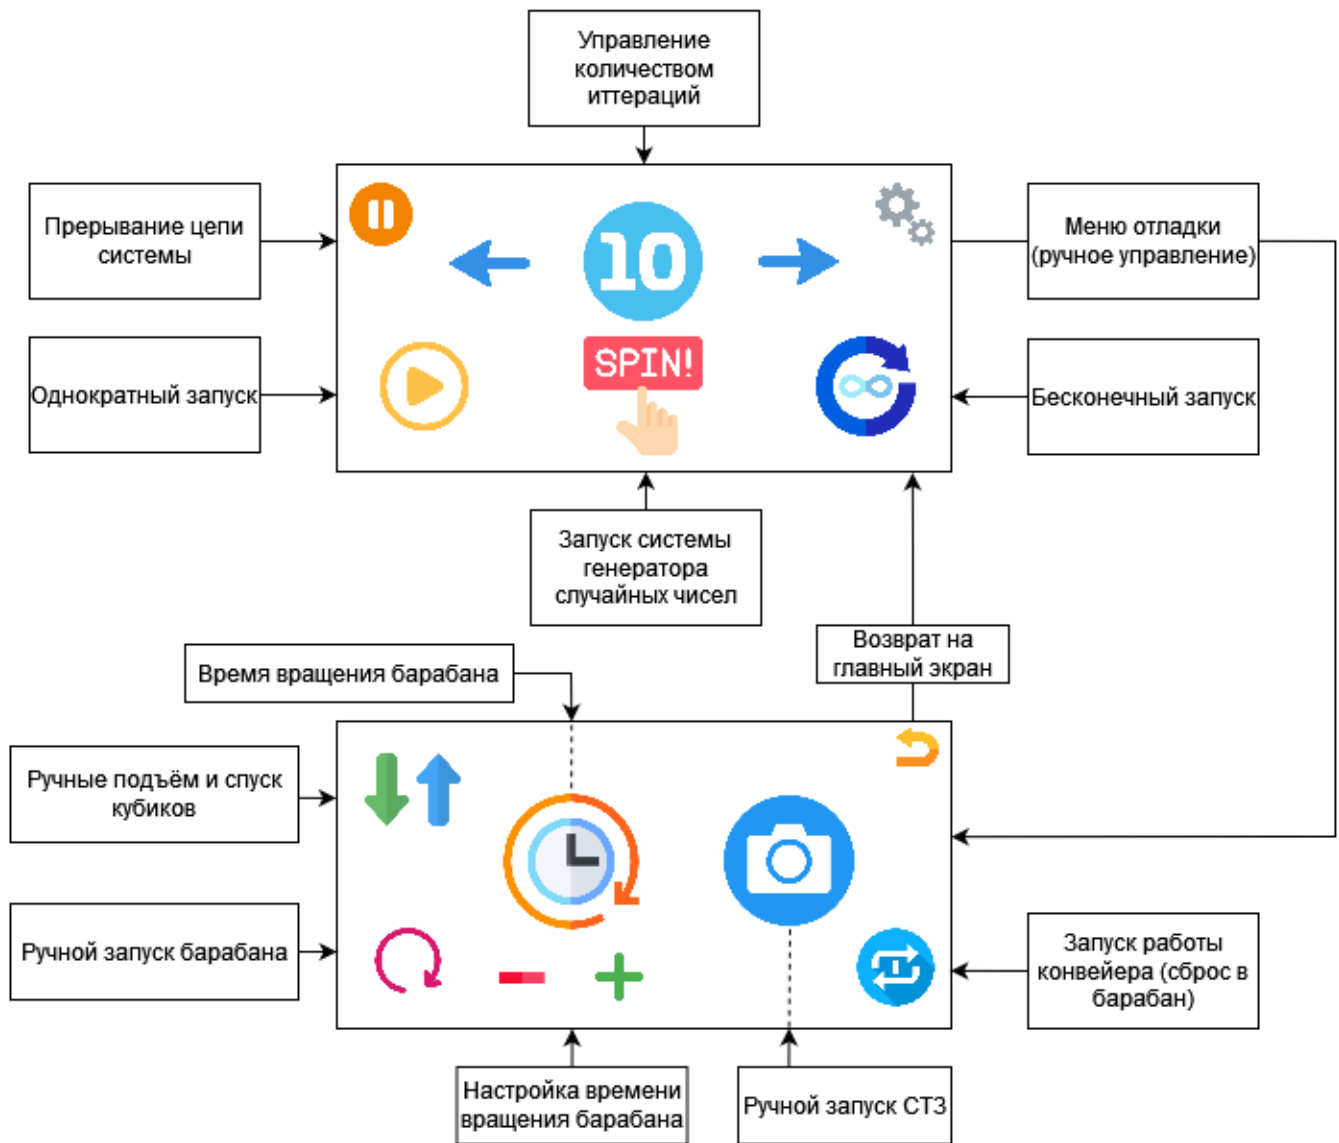 Управление
количеством
иттераций
Прерывание цепи
системы
10
Меню отладки
(ручное управление)
Однократный запуск
SPIN!
Бесконечный запуск
Запуск системы
генератора
случайных чисел
Возврат на
главный экран
Время вращения барабана
Ручные подъём и спуск
кубиков
Ручной запуск барабана
Запуск работы
конвейера (сброс в
барабан)
Настройка времени
вращения барабана
Ручной запуск СТЗ